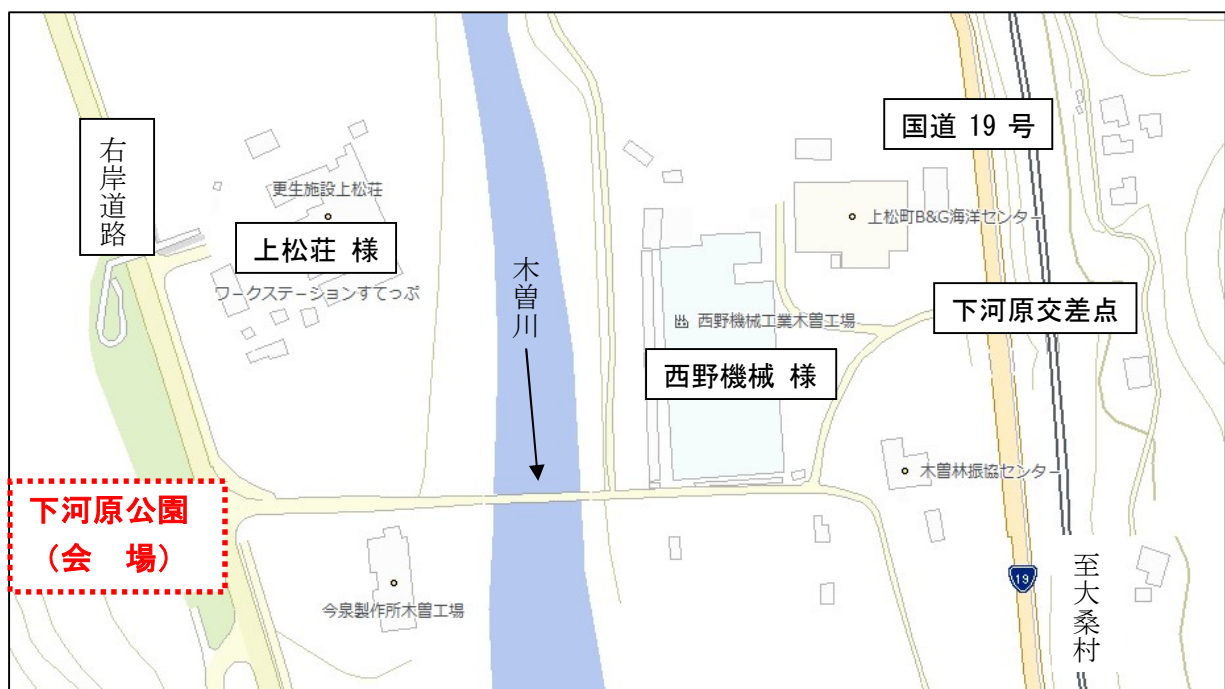 国道 19 号
右岸道路
更生施設上松荘
上松町B&G海洋センター
上松荘 様
木曽川
ワークステーションすてっぷ
下河原交差点
西野機械工業木曽工場
西野機械 様
木曽林振協センター
下河原公園
（会　場）
19
至大桑村
今泉製作所木曽工場